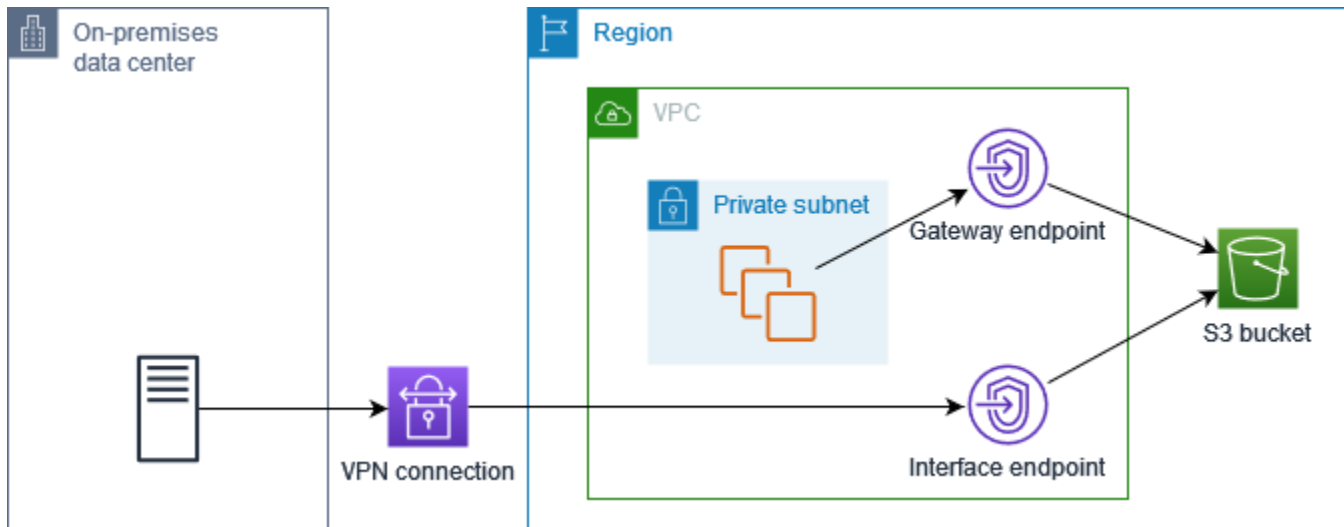 On-premises
data center
Region
VPC
Private subnet
Gateway endpoint
S3 bucket
VPN connection
Interface endpoint